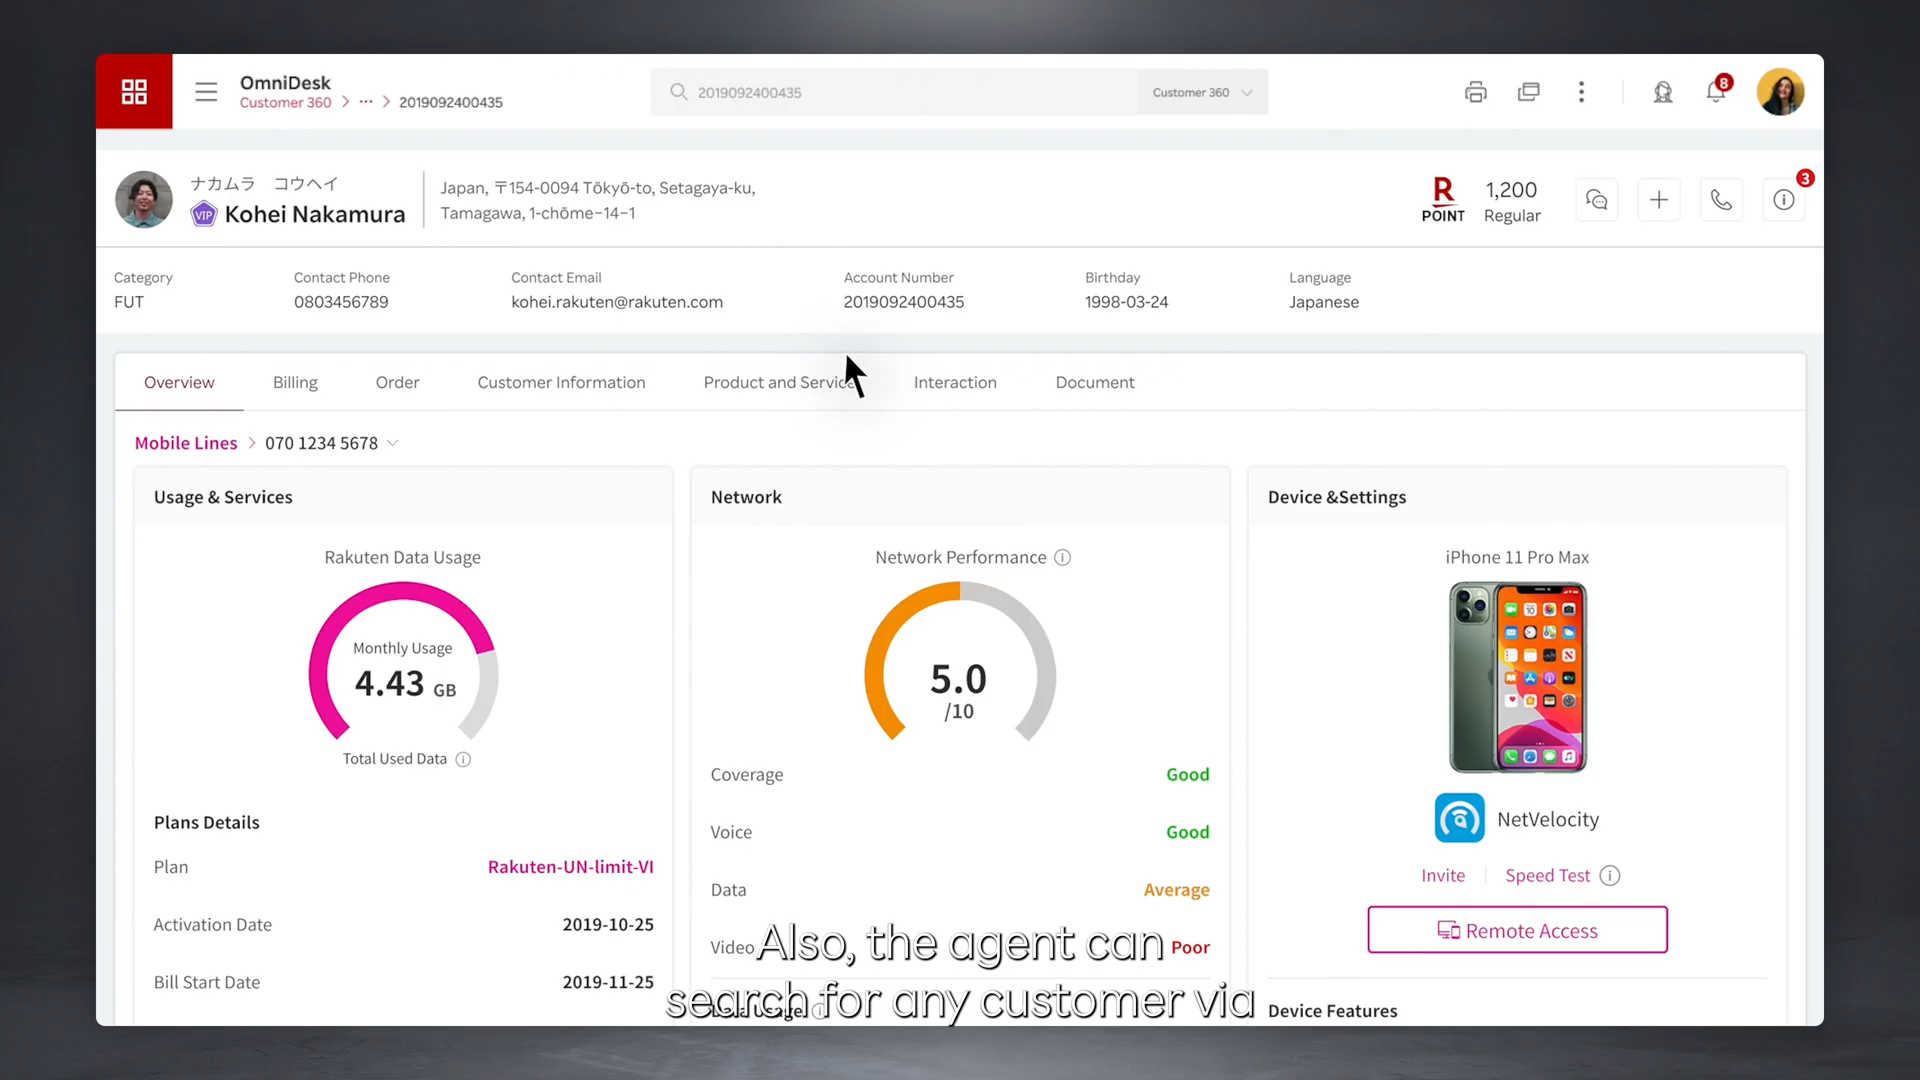 OmniDesk
Customer 360 > ... > 2019092400435
2019092400435
Customer 360
8
ナカムラ　コウヘイ
VIP Kohei Nakamura
Japan, 〒154-0094 Tōkyō-to, Setagaya-ku,
Tamagawa, 1-chōme-14-1
R
POINT
1,200
Regular
3
Category
FUT
Contact Phone
0803456789
Contact Email
kohei.rakuten@rakuten.com
Account Number
2019092400435
Birthday
1998-03-24
Language
Japanese
Overview
Billing
Order
Customer Information
Product and Service
Interaction
Document
Mobile Lines > 070 1234 5678
Usage & Services
Rakuten Data Usage
Monthly Usage
4.43 GB
Total Used Data
Plans Details
Plan Rakuten-UN-limit-VI
Activation Date 2019-10-25
Bill Start Date 2019-11-25
Network
Network Performance
5.0
/10
Coverage Good
Voice Good
Data Average
Video Poor
Device &Settings
iPhone 11 Pro Max
NetVelocity
Invite
Speed Test
Remote Access
Device Features
Also, the agent can
search for any customer via